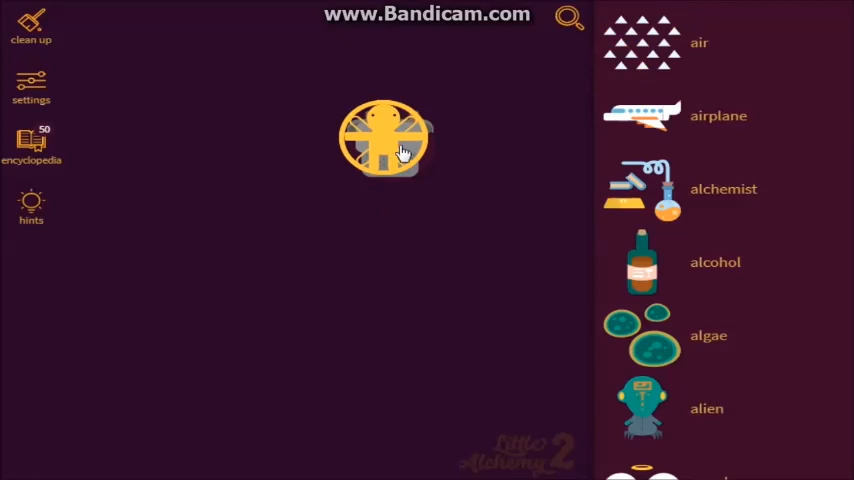 www.Bandicam.com
clean up
settings
50
encyclopedia
hints
air
airplane
alchemist
alcohol
algae
alien
Little
Alchemy 2